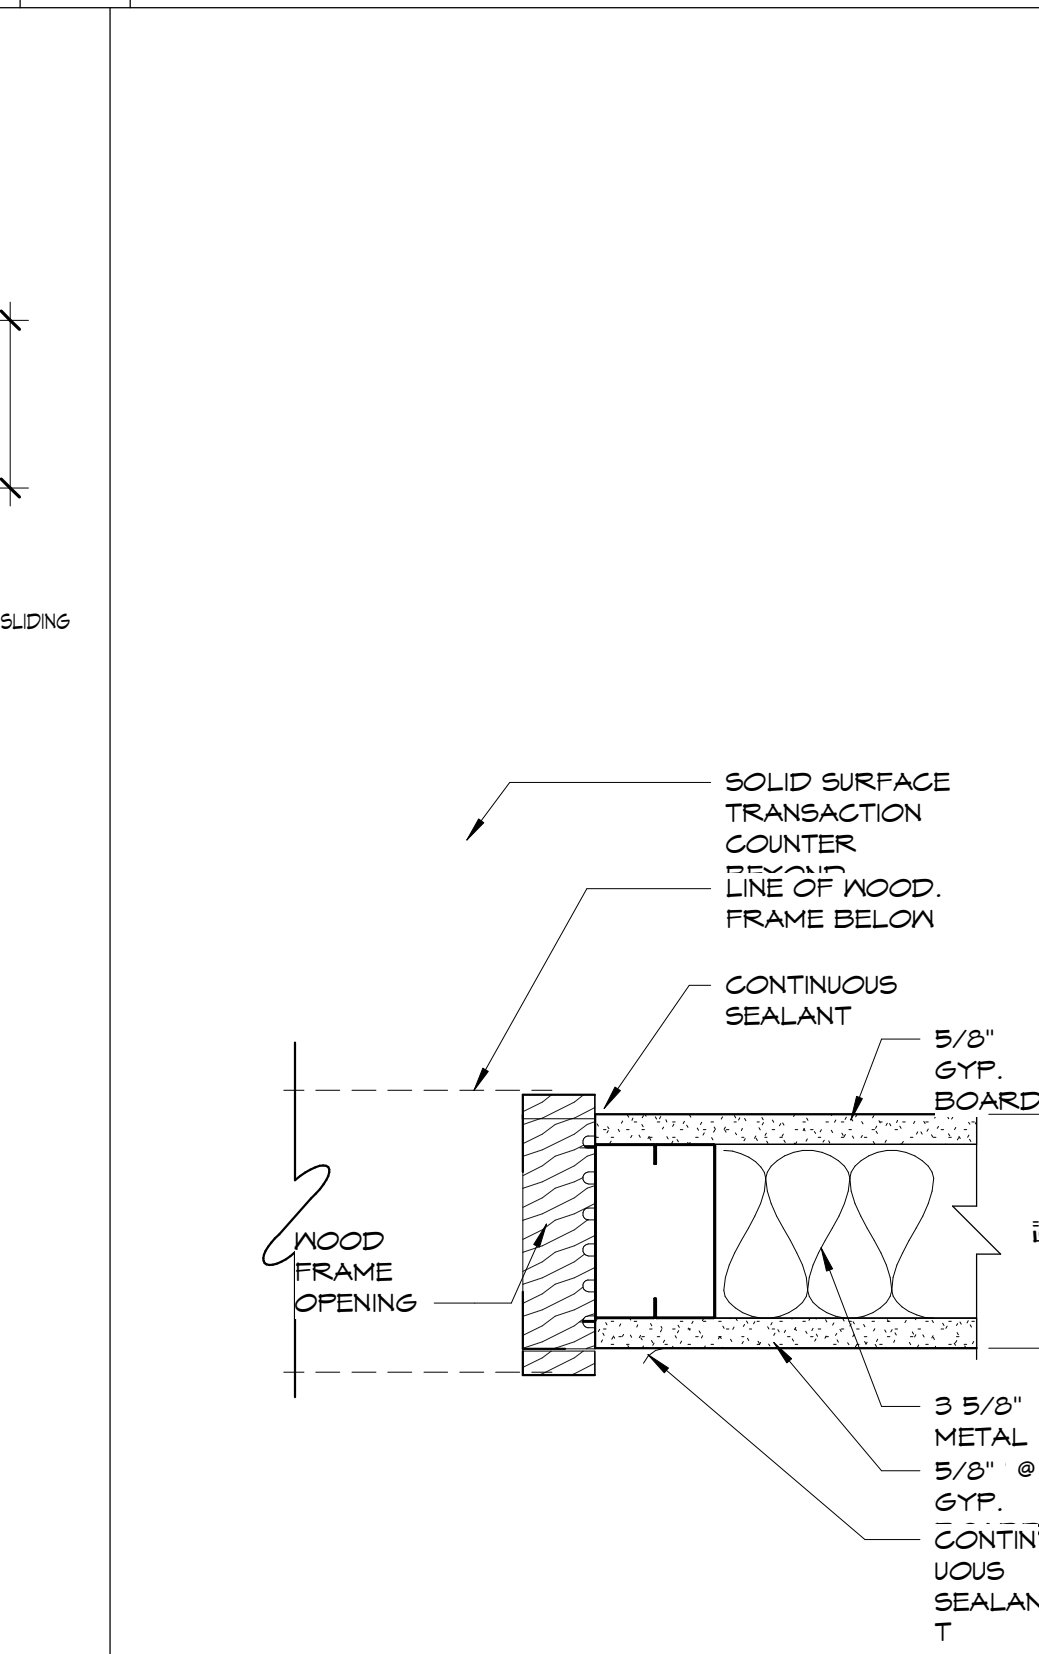 SLIDING
SOLID SURFACE
TRANSACTION
COUNTER
BEYOND
LINE OF WOOD.
FRAME BELOW
CONTINUOUS
SEALANT
5/8"
GYP.
BOARD
WOOD
FRAME
OPENING
3 5/8"
METAL
5/8" @
GYP.
CONTIN
UOUS
SEALAN
T